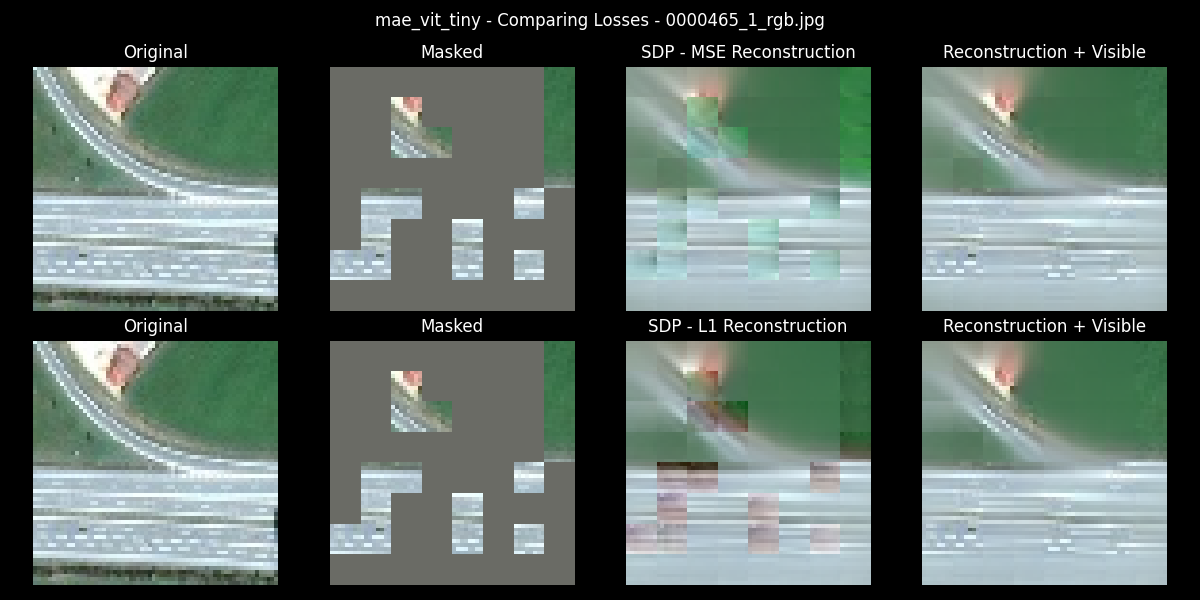 mae_vit_tiny - Comparing Losses - 0000465_1_rgb.jpg
Original
Masked
SDP - MSE Reconstruction
Reconstruction + Visible
Original
Masked
SDP - L1 Reconstruction
Reconstruction + Visible